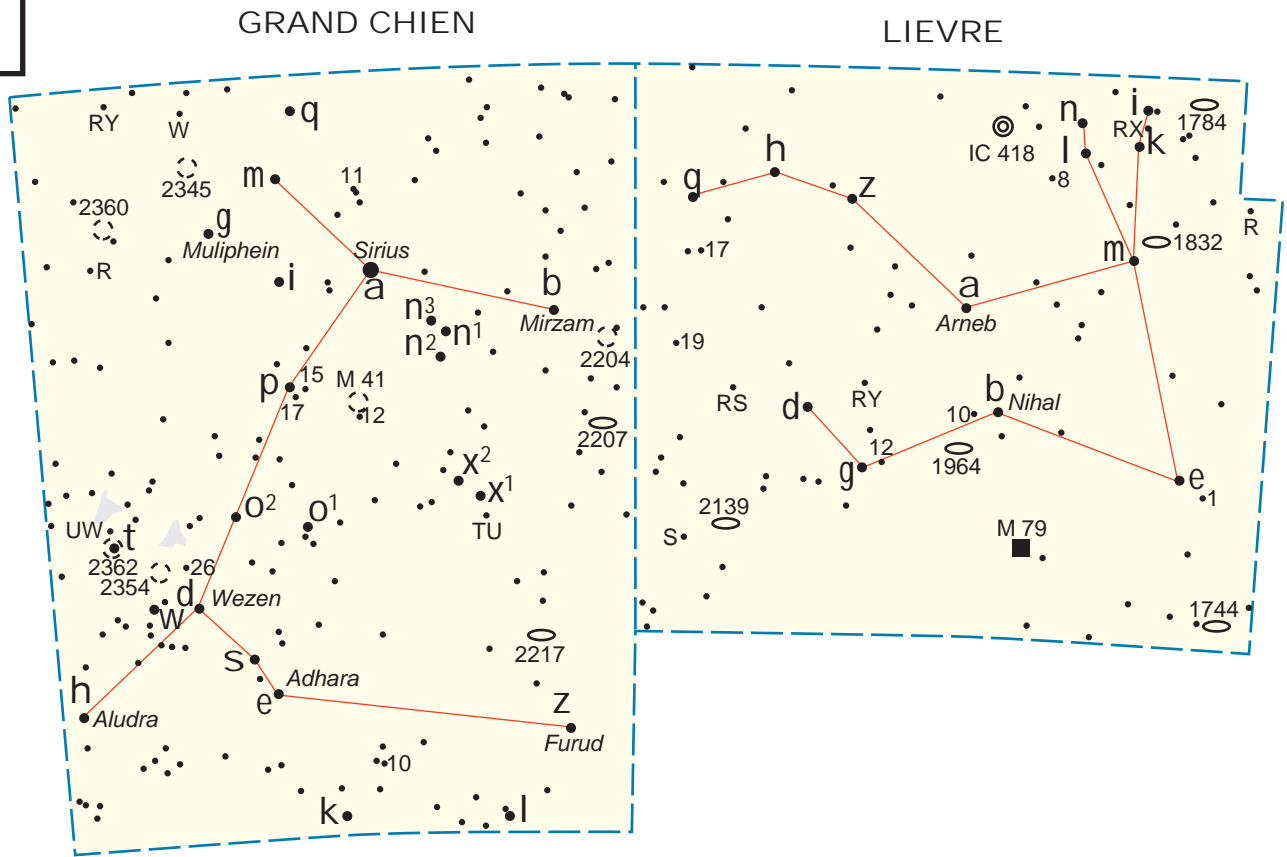 GRAND CHIEN
LIEVRE
RY
W
q
m
11
2345
2360
g
Muliphein
R
i
Sirius
a
b
Mirzam
n3
n1
n2
2204
p
15
17
M 41
12
2207
x2
x1
TU
o2
o1
UW
t
2362
2354
26
d
Wezen
w
s
Adhara
e
2217
h
Aludra
z
Furud
10
k
l
q
h
z
IC 418
n
l
8
i
RX
k
1784
R
17
m
1832
a
Arneb
19
RS
d
RY
10
b
Nihal
12
g
1964
e
1
2139
S
M 79
1744